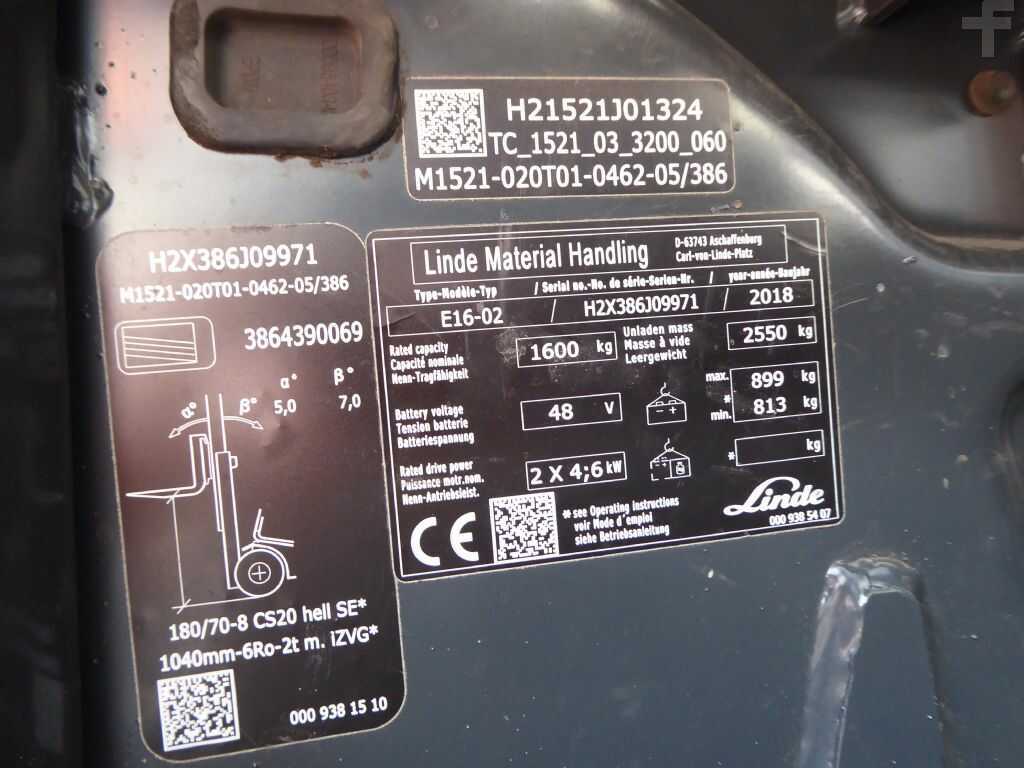 H21521J01324
TC_1521_03_3200_060
M1521-020T01-0462-05/386
H2X386J09971
M1521-020T01-0462-05/386
3864390069
α° β°
α° β° 5,0 7,0
180/70-8 CS20 hell SE*
1040mm-6Ro-2t m. iZVG*
000 938 15 10
Linde Material Handling
D-63743 Aschaffenburg
Carl-von-Linde-Platz
Type-Modèle-Typ / Serial no.-No. de série-Serien-Nr. / year-année-Baujahr
E16-02 / H2X386J09971 / 2018
Rated capacity
Capacité nominale
Nenn-Tragfähigkeit
1600 kg
Unladen mass
Masse à vide
Leergewicht
2550 kg
Battery voltage
Tension batterie
Batteriespannung
48 V
max. 899 kg
* min. 813 kg
Rated drive power
Puissance motr.nom.
Nenn-Antriebsleist.
2 X 4;6 kW
* kg
CE
*see Operating instructions
voir Mode d'emploi
siehe Betriebsanleitung
Linde
000 938 54 07
f